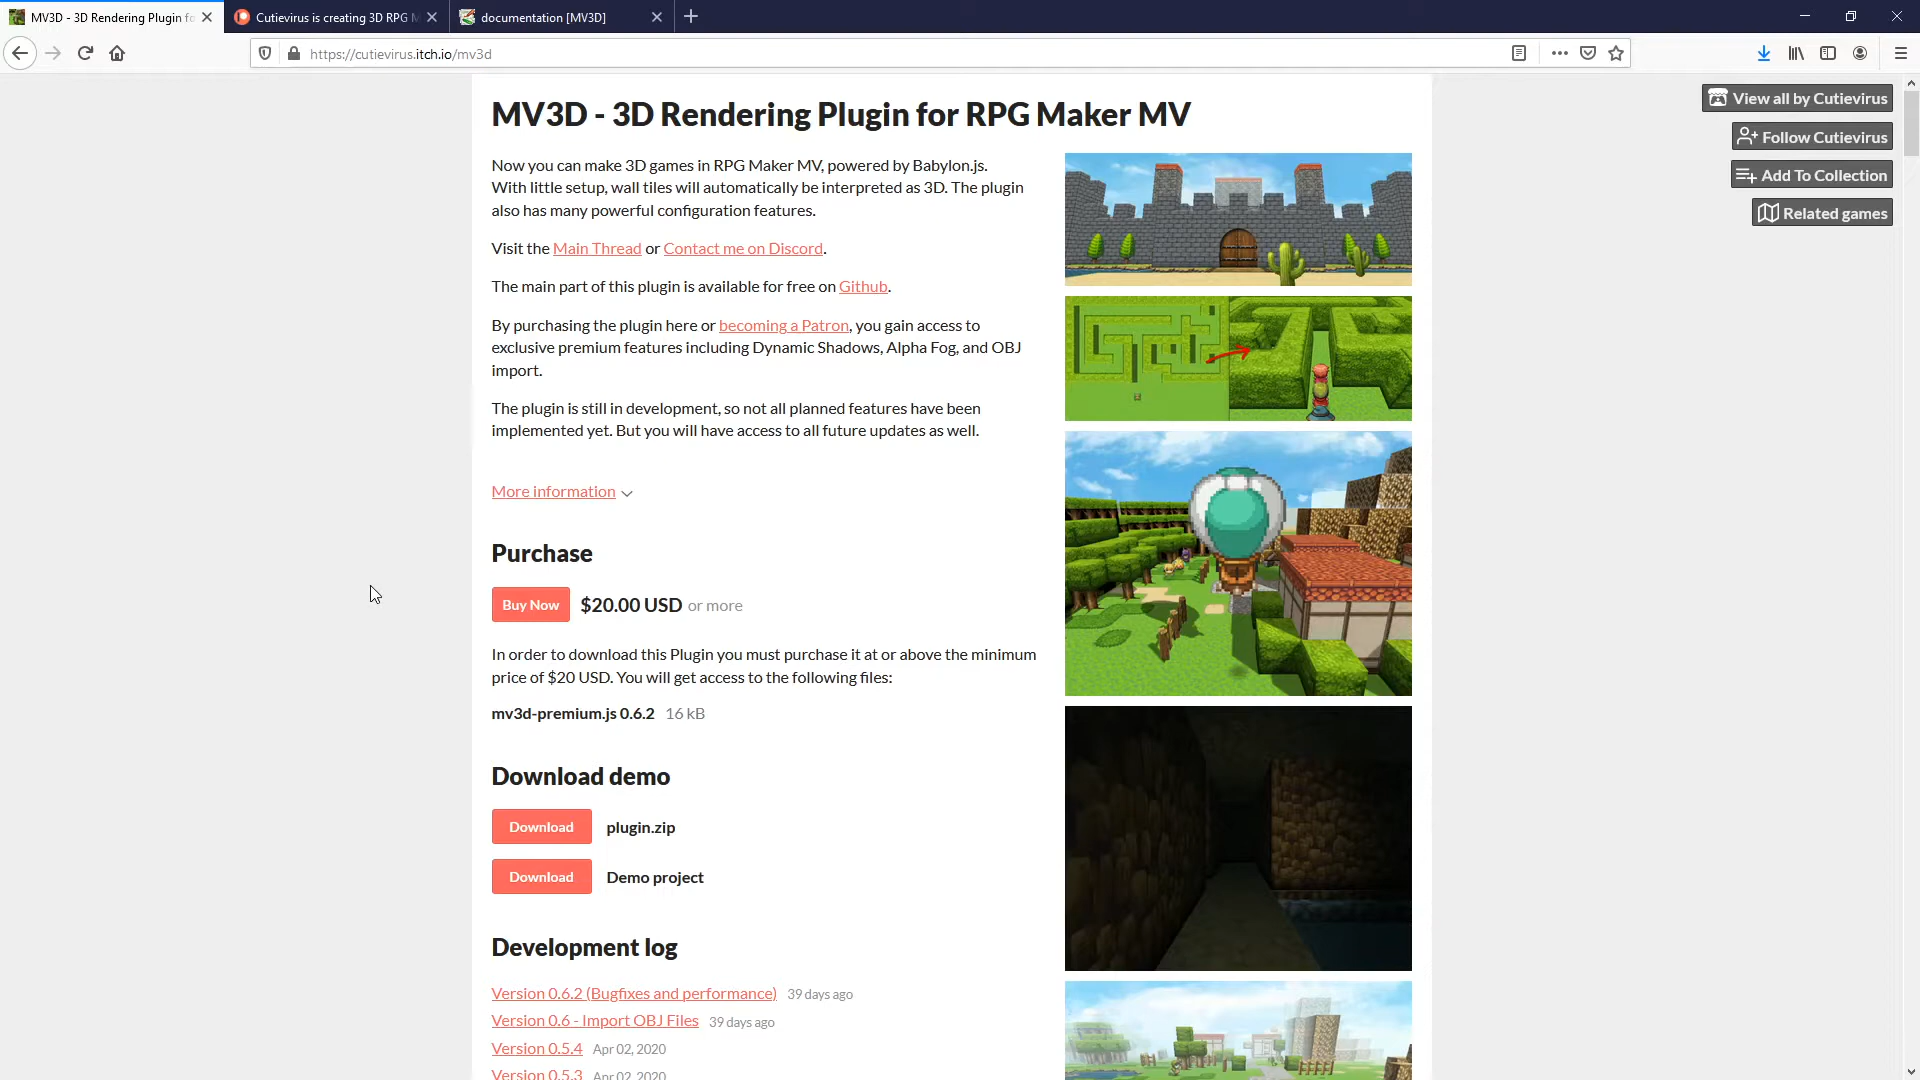 MV3D - 3D Rendering Plugin fo
Cutievirus is creating 3D RPG M
documentation [MV3D]
https://cutievirus.itch.io/mv3d
View all by Cutievirus
Follow Cutievirus
Add To Collection
Related games
MV3D - 3D Rendering Plugin for RPG Maker MV
Now you can make 3D games in RPG Maker MV, powered by Babylon.js.
With little setup, wall tiles will automatically be interpreted as 3D. The plugin
also has many powerful configuration features.
Visit the Main Thread or Contact me on Discord.
The main part of this plugin is available for free on Github.
By purchasing the plugin here or becoming a Patron, you gain access to
exclusive premium features including Dynamic Shadows, Alpha Fog, and OBJ
import.
The plugin is still in development, so not all planned features have been
implemented yet. But you will have access to all future updates as well.
More information
Purchase
Buy Now $20.00 USD or more
In order to download this Plugin you must purchase it at or above the minimum
price of $20 USD. You will get access to the following files:
mv3d-premium.js 0.6.2 16 kB
Download demo
Download plugin.zip
Download Demo project
Development log
Version 0.6.2 (Bugfixes and performance) 39 days ago
Version 0.6 - Import OBJ Files 39 days ago
Version 0.5.4 Apr 02, 2020
Version 0.5.3 Apr 02, 2020